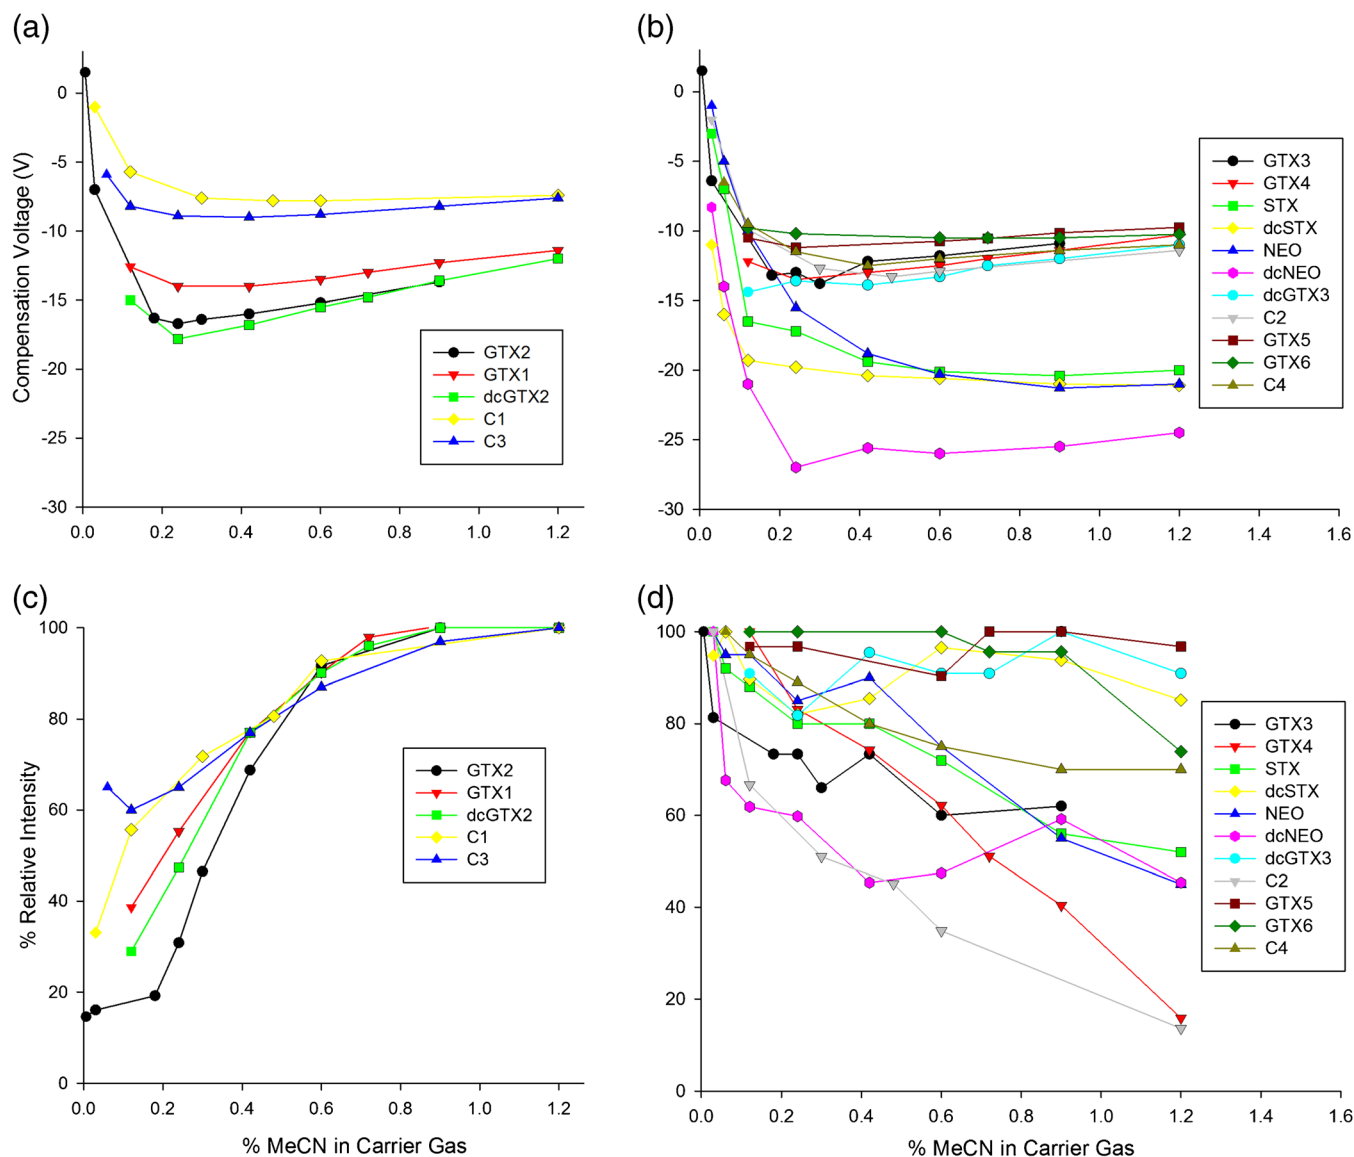 (a)
Compensation Voltage (V)
0
-5
-10
-15
-20
-25
-30
0.0 0.2 0.4 0.6 0.8 1.0 1.2
GTX2
GTX1
dcGTX2
C1
C3
(b)
0
-5
-10
-15
-20
-25
-30
0.0 0.2 0.4 0.6 0.8 1.0 1.2 1.4 1.6
GTX3
GTX4
STX
dcSTX
NEO
dcNEO
dcGTX3
C2
GTX5
GTX6
C4
(c)
% Relative Intensity
100
80
60
40
20
0
0.0 0.2 0.4 0.6 0.8 1.0 1.2
% MeCN in Carrier Gas
GTX2
GTX1
dcGTX2
C1
C3
(d)
100
80
60
40
20
0
0.0 0.2 0.4 0.6 0.8 1.0 1.2 1.4 1.6
% MeCN in Carrier Gas
GTX3
GTX4
STX
dcSTX
NEO
dcNEO
dcGTX3
C2
GTX5
GTX6
C4